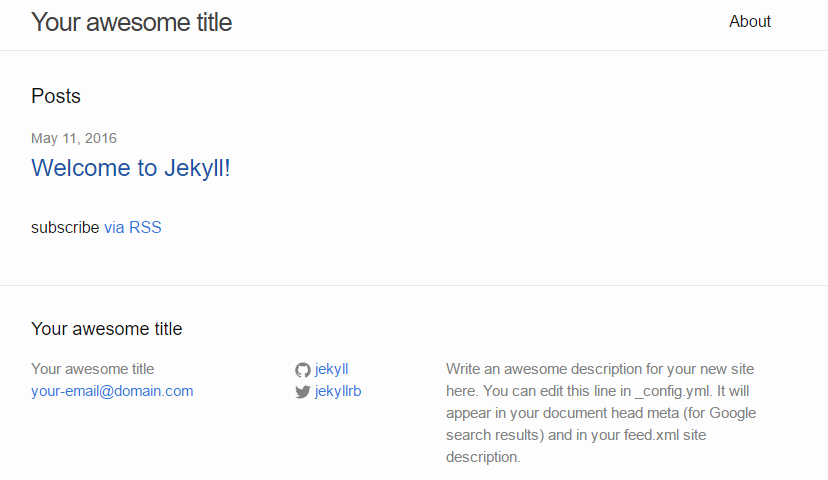 Your awesome title
About
Posts
May 11, 2016
Welcome to Jekyll!
subscribe via RSS
Your awesome title
Your awesome title
your-email@domain.com
jekyll
jekyllrb
Write an awesome description for your new site
here. You can edit this line in _config.yml. It will
appear in your document head meta (for Google
search results) and in your feed.xml site
description.